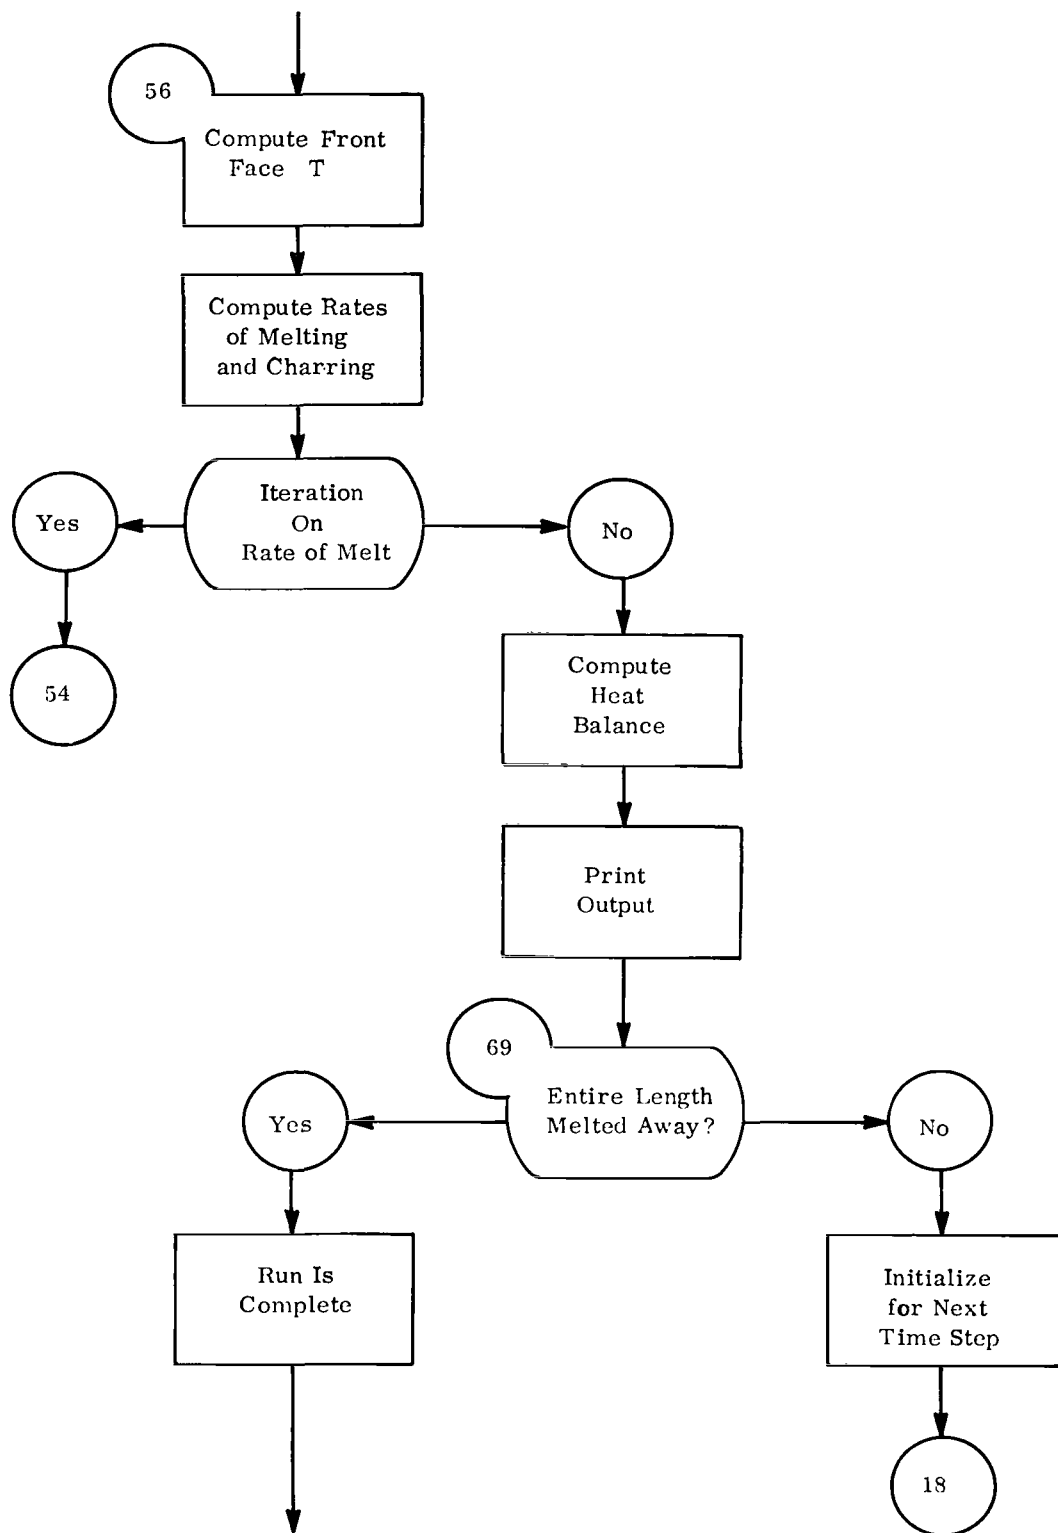 56
Compute Front
Face T
Compute Rates
of Melting
and Charring
Iteration
On
Rate of Melt
Yes
No
54
Compute
Heat
Balance
Print
Output
69
Entire Length
Melted Away?
Yes
No
Run Is
Complete
Initialize
for Next
Time Step
18